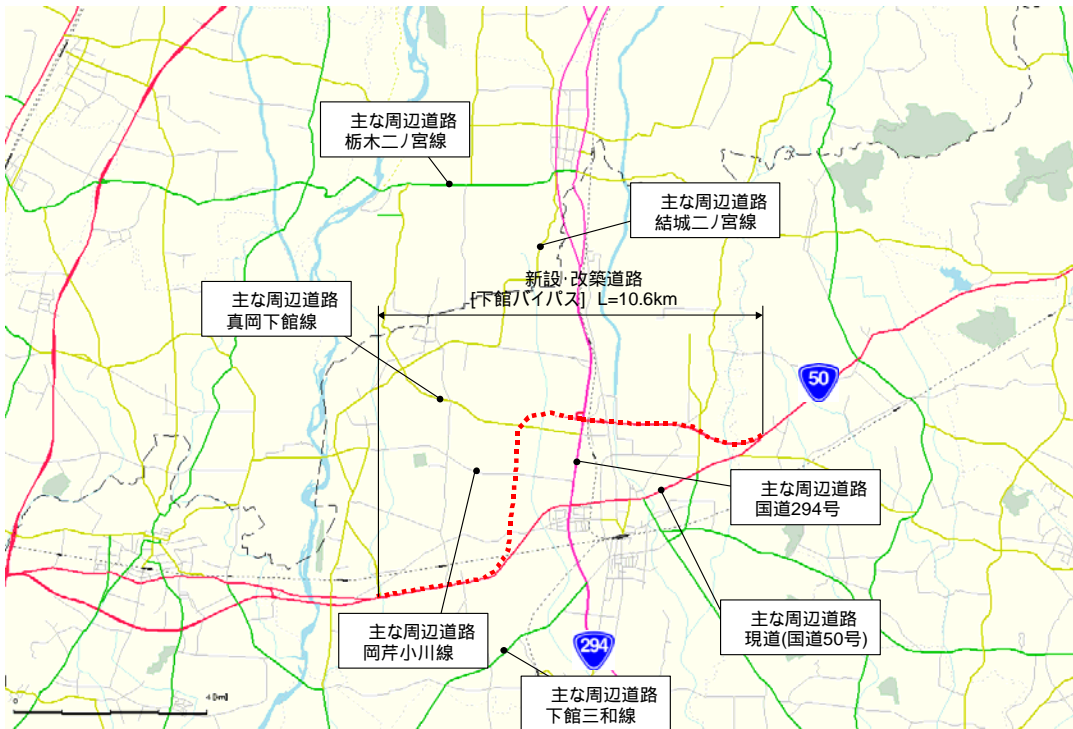 主な周辺道路
栃木二ノ宮線
主な周辺道路
結城二ノ宮線
新設・改築道路
[下館バイパス] L=10.6km
主な周辺道路
真岡下館線
50
主な周辺道路
国道294号
主な周辺道路
現道(国道50号)
主な周辺道路
岡芹小川線
294
主な周辺道路
下館三和線
0 4[km]